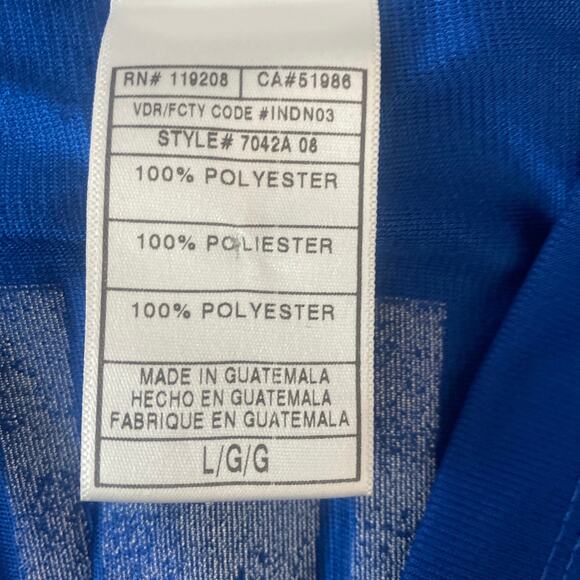 RN# 119208 CA#51986
VDR/FCTY CODE #INDN03
STYLE# 7042A 08
100% POLYESTER
100% POLIESTER
100% POLYESTER
MADE IN GUATEMALA
HECHO EN GUATEMALA
FABRIQUE EN GUATEMALA
L/G/G